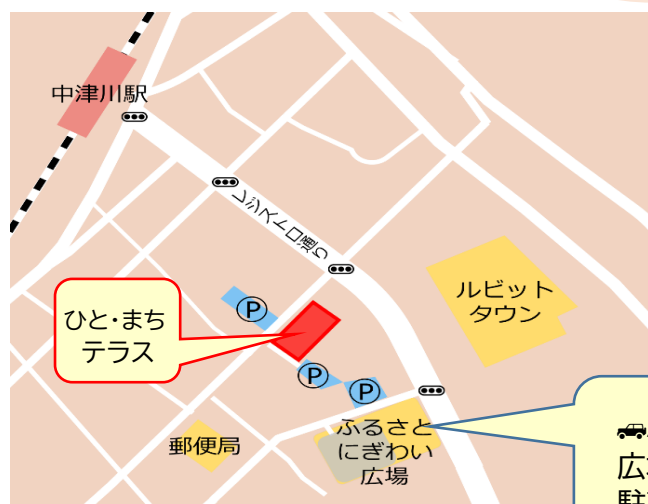 中津川駅
レジストロ通り
ひと・まち
テラス
P
P
P
ルビット
タウン
郵便局
ふるさと
にぎわい
広場
広